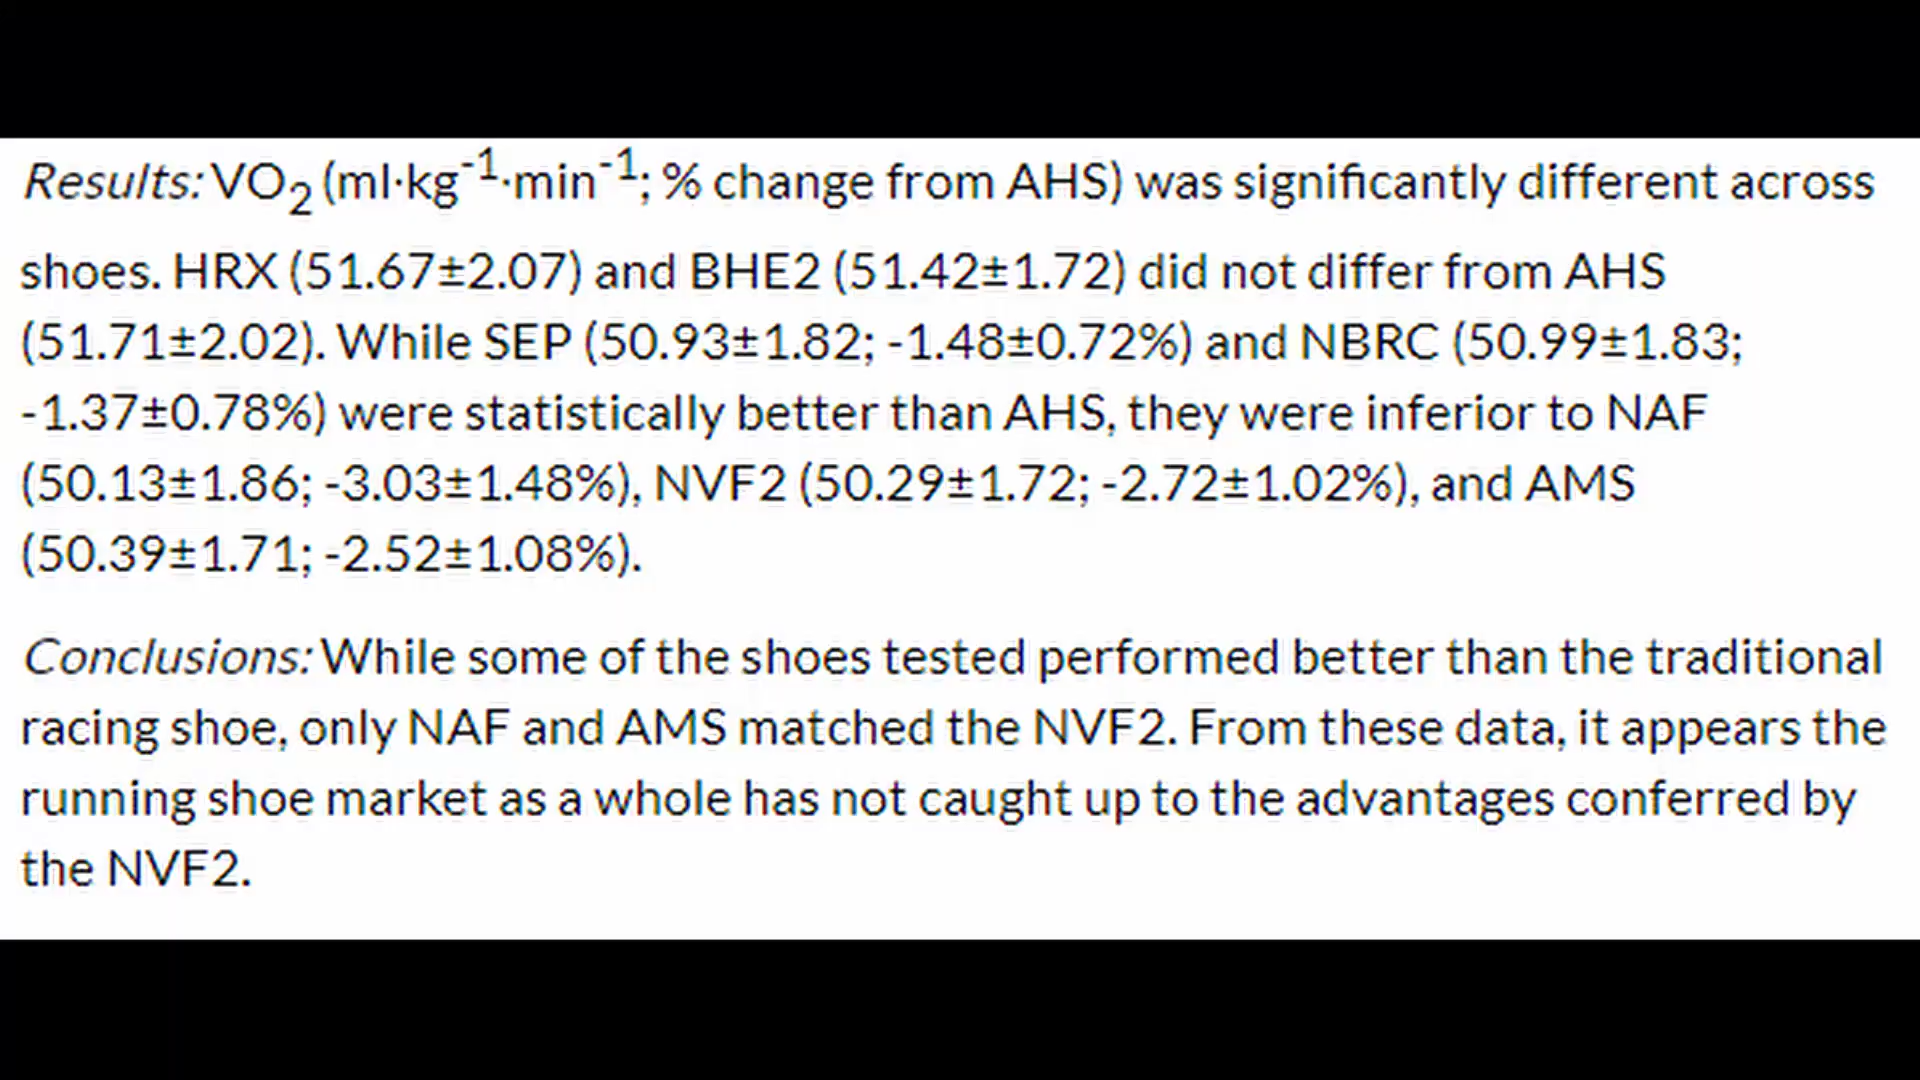 Results: VO₂ (ml·kg⁻¹·min⁻¹; % change from AHS) was significantly different across
shoes. HRX (51.67±2.07) and BHE2 (51.42±1.72) did not differ from AHS
(51.71±2.02). While SEP (50.93±1.82; -1.48±0.72%) and NBRC (50.99±1.83;
-1.37±0.78%) were statistically better than AHS, they were inferior to NAF
(50.13±1.86; -3.03±1.48%), NVF2 (50.29±1.72; -2.72±1.02%), and AMS
(50.39±1.71; -2.52±1.08%).
Conclusions: While some of the shoes tested performed better than the traditional
racing shoe, only NAF and AMS matched the NVF2. From these data, it appears the
running shoe market as a whole has not caught up to the advantages conferred by
the NVF2.